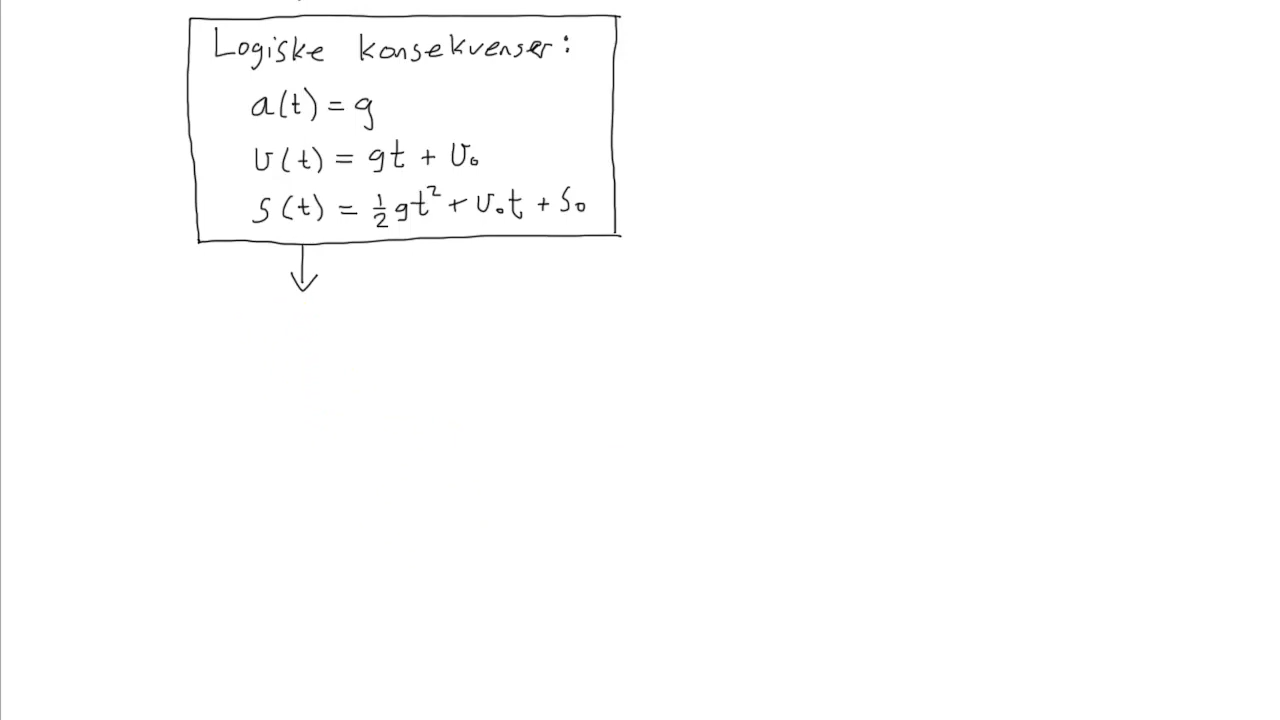 Logiske konsekvenser:
a(t) = g
v(t) = gt + v₀
s(t) = ½gt² + v₀t + s₀